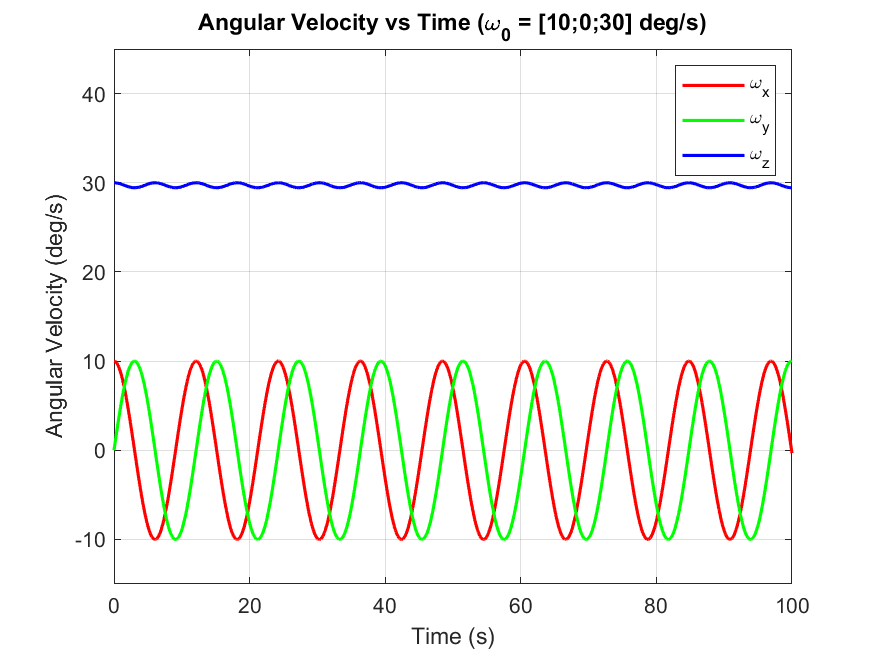 Angular Velocity vs Time (ω0 = [10;0;30] deg/s)
ωx
ωy
ωz
40
30
20
10
0
-10
Angular Velocity (deg/s)
0 20 40 60 80 100
Time (s)